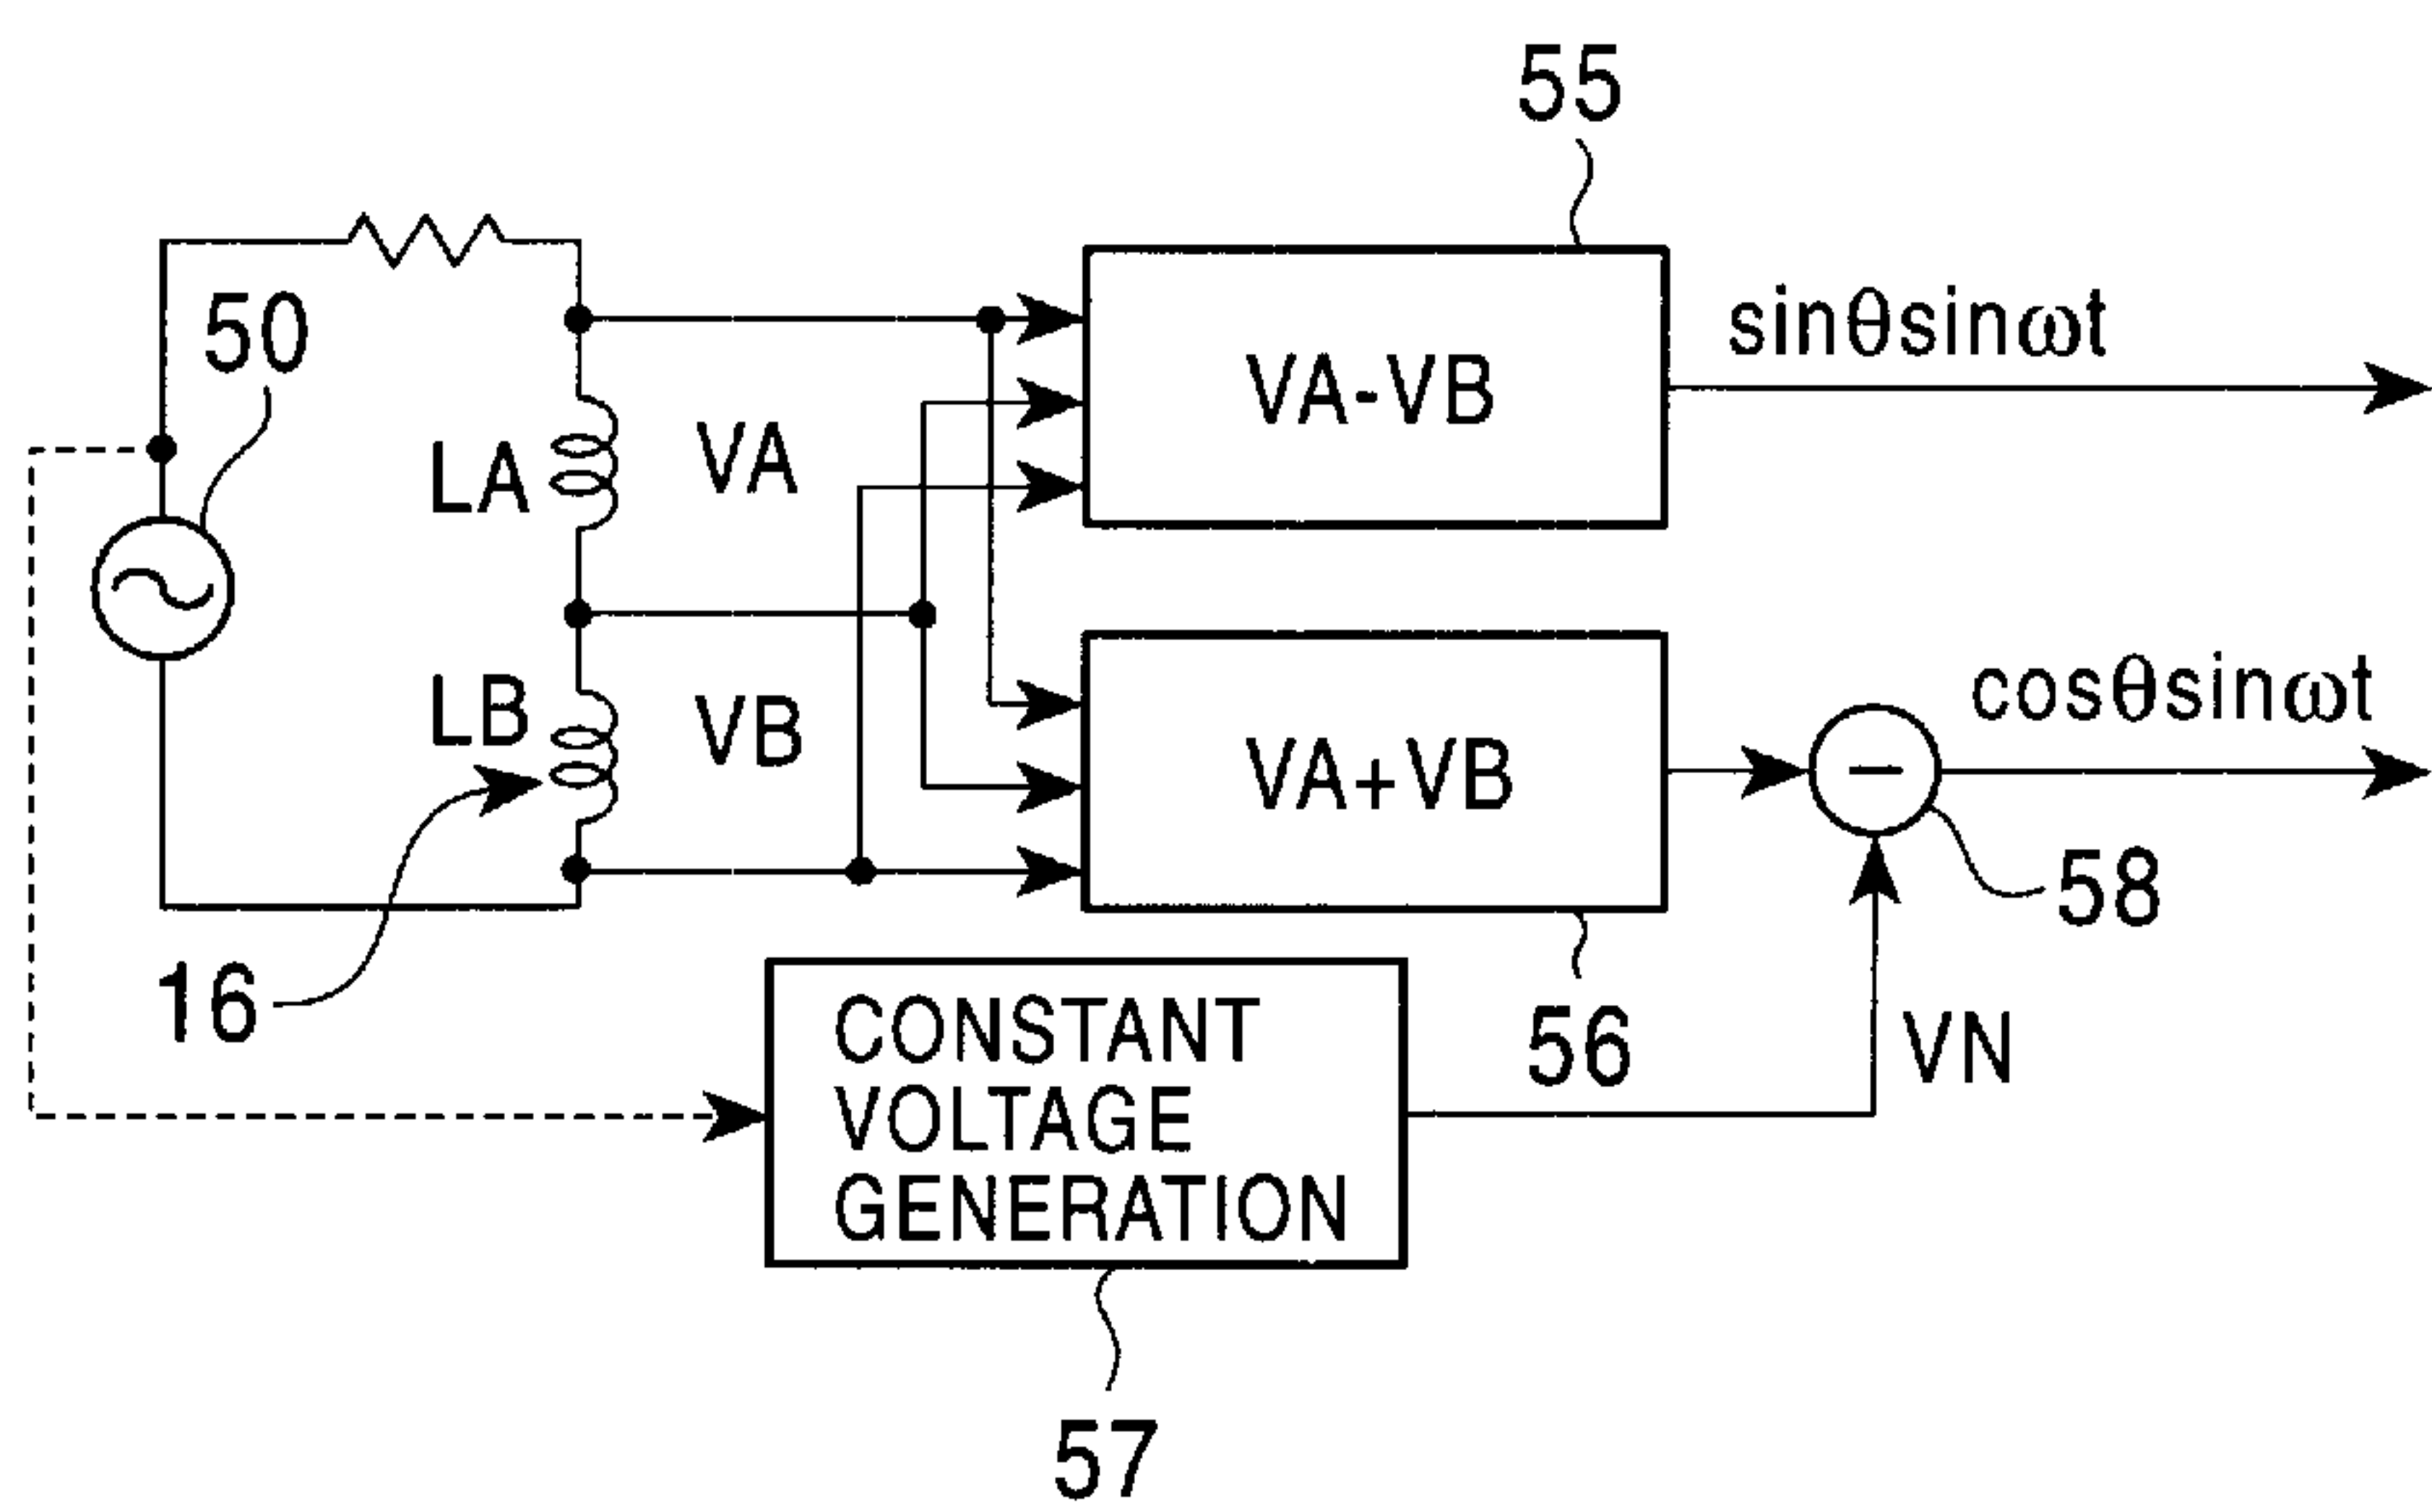 55
50
sinθsinωt
VA-VB
LA
VA
LB
VB
VA+VB
cosθsinωt
58
16
56
VN
CONSTANT
VOLTAGE
GENERATION
57